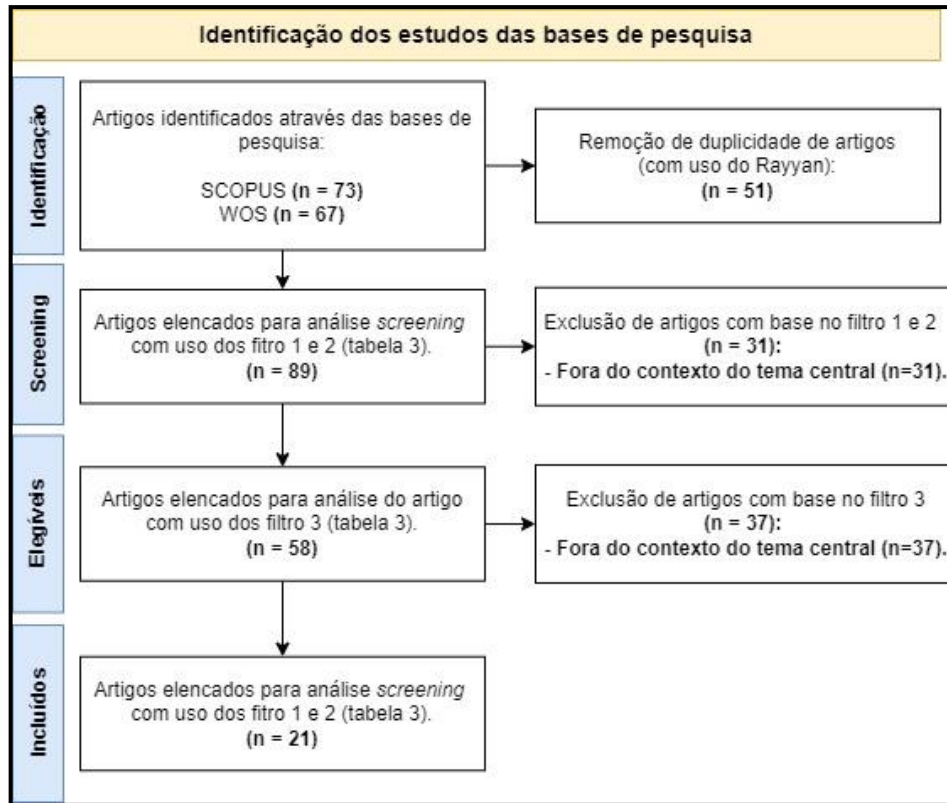 Identificação dos estudos das bases de pesquisa
Identificação
Artigos identificados através das bases de
pesquisa:
SCOPUS (n = 73)
WOS (n = 67)
Remoção de duplicidade de artigos
(com uso do Rayyan):
(n = 51)
Screening
Artigos elencados para análise screening
com uso dos fitro 1 e 2 (tabela 3).
(n = 89)
Exclusão de artigos com base no filtro 1 e 2
(n = 31):
- Fora do contexto do tema central (n=31).
Elegíveis
Artigos elencados para análise do artigo
com uso dos filtro 3 (tabela 3).
(n = 58)
Exclusão de artigos com base no filtro 3
(n = 37):
- Fora do contexto do tema central (n=37).
Incluídos
Artigos elencados para análise screening
com uso dos fitro 1 e 2 (tabela 3).
(n = 21)